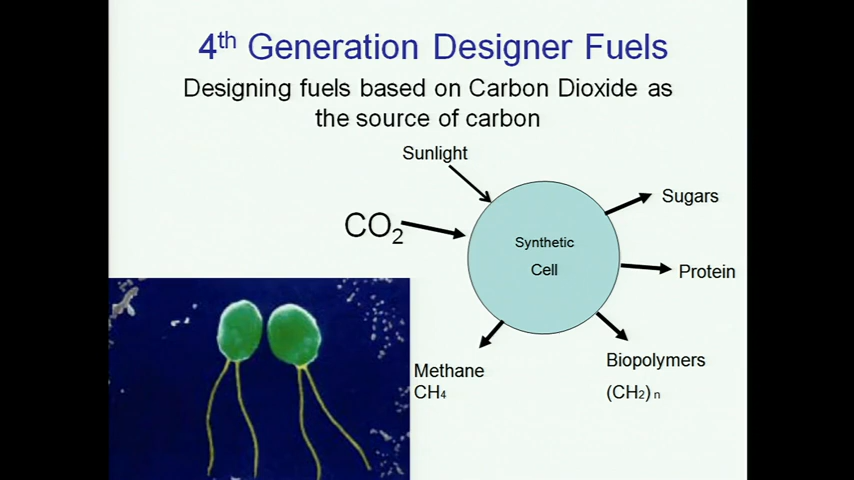 4th Generation Designer Fuels
Designing fuels based on Carbon Dioxide as
the source of carbon
Sunlight
CO2
Synthetic
Cell
Sugars
Protein
Biopolymers
(CH2)n
Methane
CH4